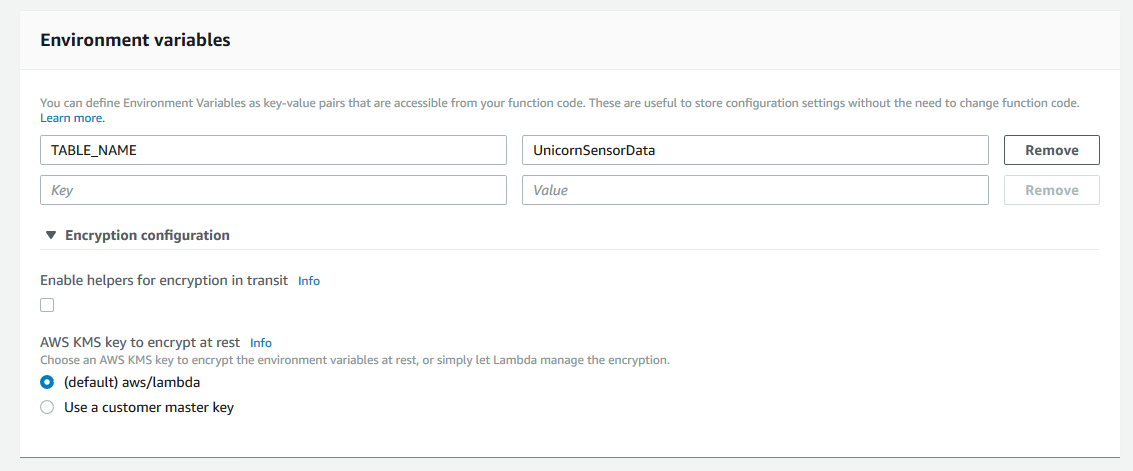 Environment variables
You can define Environment Variables as key-value pairs that are accessible from your function code. These are useful to store configuration settings without the need to change function code.
Learn more.
TABLE_NAME UnicornSensorData Remove
Key Value Remove
Encryption configuration
Enable helpers for encryption in transit Info
AWS KMS key to encrypt at rest Info
Choose an AWS KMS key to encrypt the environment variables at rest, or simply let Lambda manage the encryption.
(default) aws/lambda
Use a customer master key